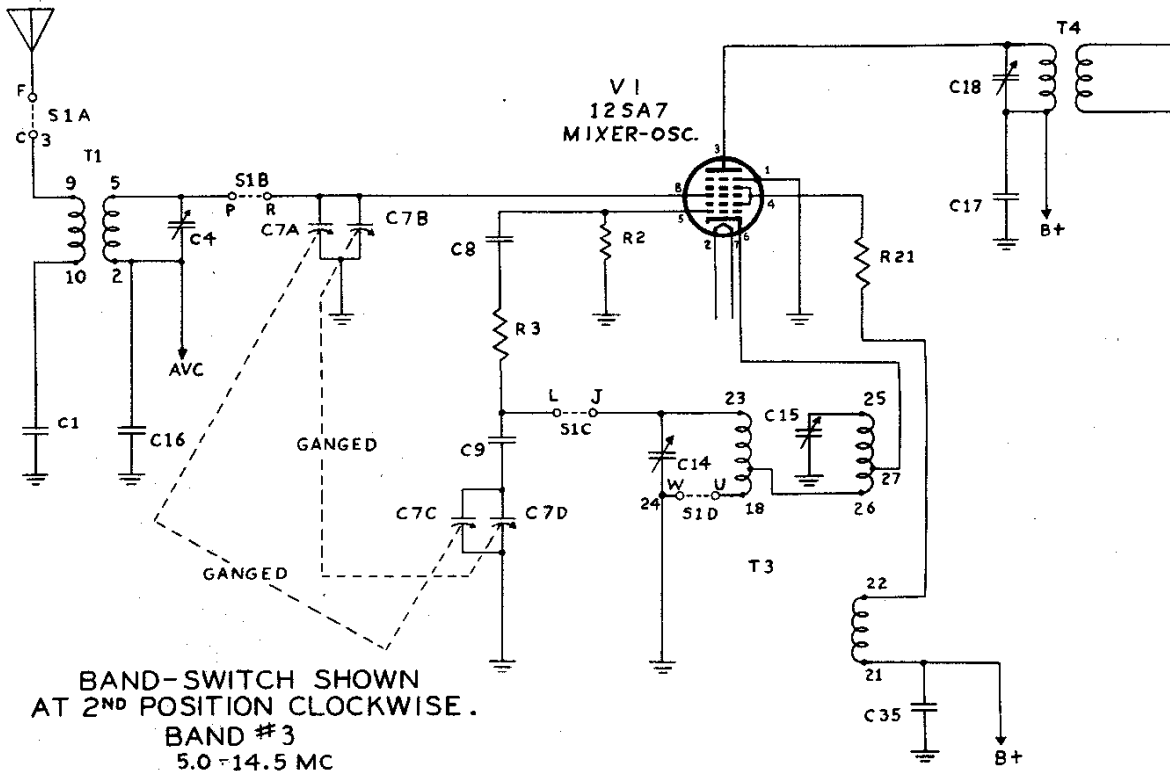 T4
V1
12SA7
MIXER-OSC.
C18
F
S1A
C 3
T1
9 5
S1B
P R
C4
C7A C7B
10 2
3
1
8
4
5
2 7 6
C8
R2
R21
C17
B+
R3
AVC
C1
C16
GANGED
L J
S1C
23
C15
25
C9
C14
W U
24
S1D
18
27
26
C7C C7D
T3
GANGED
22
21
C35
B+
BAND-SWITCH SHOWN
AT 2ND POSITION CLOCKWISE.
BAND #3
5.0-14.5 MC